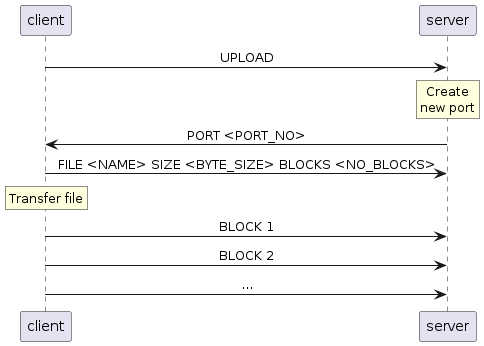 client
server
UPLOAD
Create
new port
PORT <PORT_NO>
FILE <NAME> SIZE <BYTE_SIZE> BLOCKS <NO_BLOCKS>
Transfer file
BLOCK 1
BLOCK 2
...
client
server